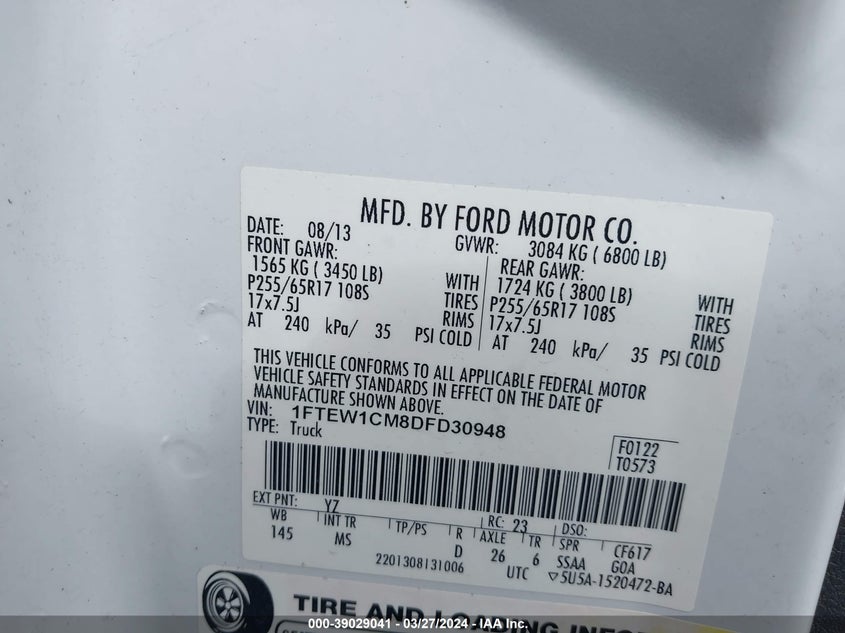 MFD. BY FORD MOTOR CO.
DATE: 08/13 GVWR: 3084 KG ( 6800 LB)
FRONT GAWR: REAR GAWR:
1565 KG ( 3450 LB) WITH 1724 KG ( 3800 LB) WITH
P255/65R17 108S TIRES P255/65R17 108S TIRES
17x7.5J RIMS 17x7.5J RIMS
AT 240 kPa/ 35 PSI COLD AT 240 kPa/ 35 PSI COLD
THIS VEHICLE CONFORMS TO ALL APPLICABLE FEDERAL MOTOR
VEHICLE SAFETY STANDARDS IN EFFECT ON THE DATE OF
MANUFACTURE SHOWN ABOVE.
VIN: 1FTEW1CM8DFD30948
TYPE: Truck
F0122
T0573
EXT PNT: YZ RC: 23 DSO:
WB INT TR TP/PS R AXLE TR SPR CF617
145 MS D 26 6 SSAA GOA
2201308131006 UTC ▽5U5A-1520472-BA
TIRE AND LOADING
000-39029041 - 03/27/2024 - IAA Inc.